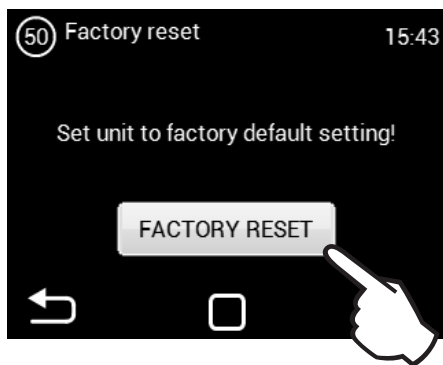 50 Factory reset 15:43
Set unit to factory default setting!
FACTORY RESET